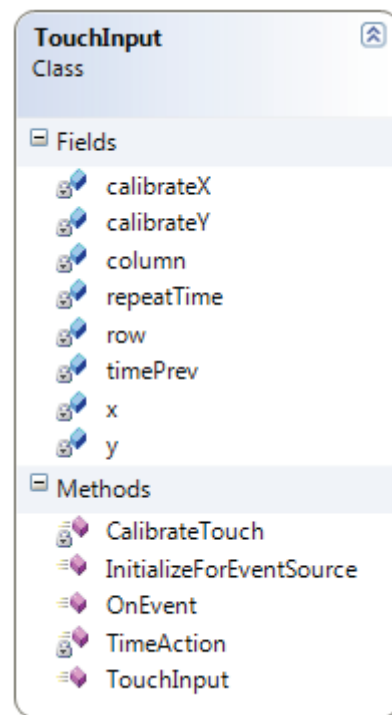 TouchInput
Class
Fields
calibrateX
calibrateY
column
repeatTime
row
timePrev
x
y
Methods
CalibrateTouch
InitializeForEventSource
OnEvent
TimeAction
TouchInput